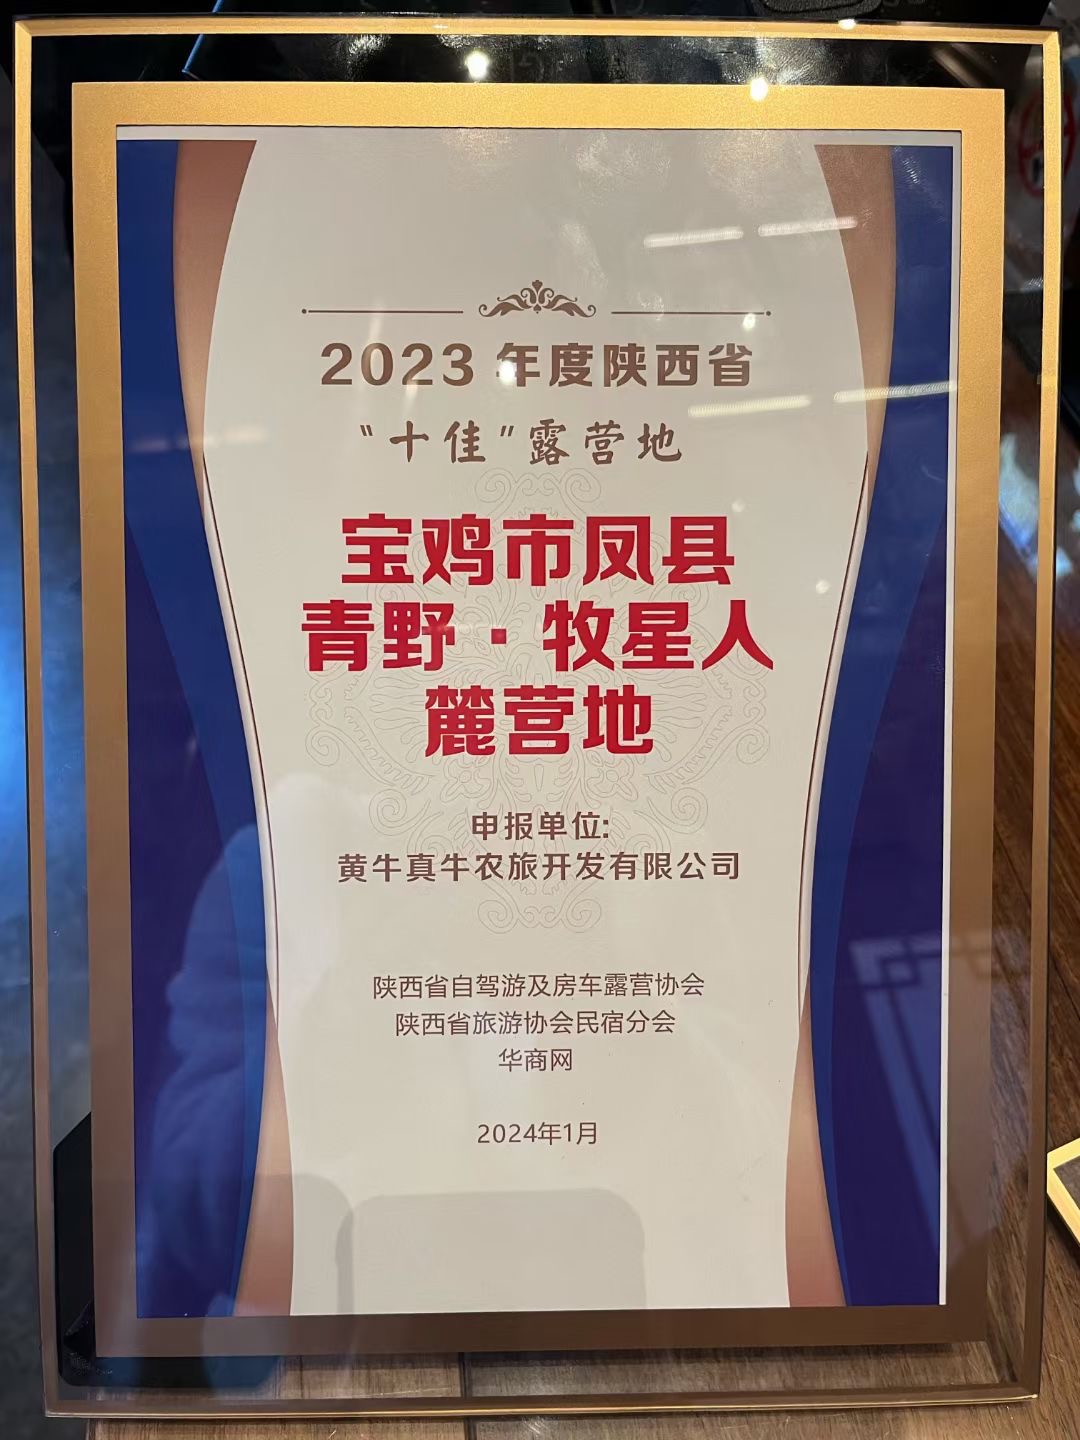 2023 年度陕西省
“十佳”露营地
宝鸡市凤县
青野·牧星人
麓营地
申报单位:
黄牛真牛农旅开发有限公司
陕西省自驾游及房车露营协会
陕西省旅游协会民宿分会
华商网
2024年1月